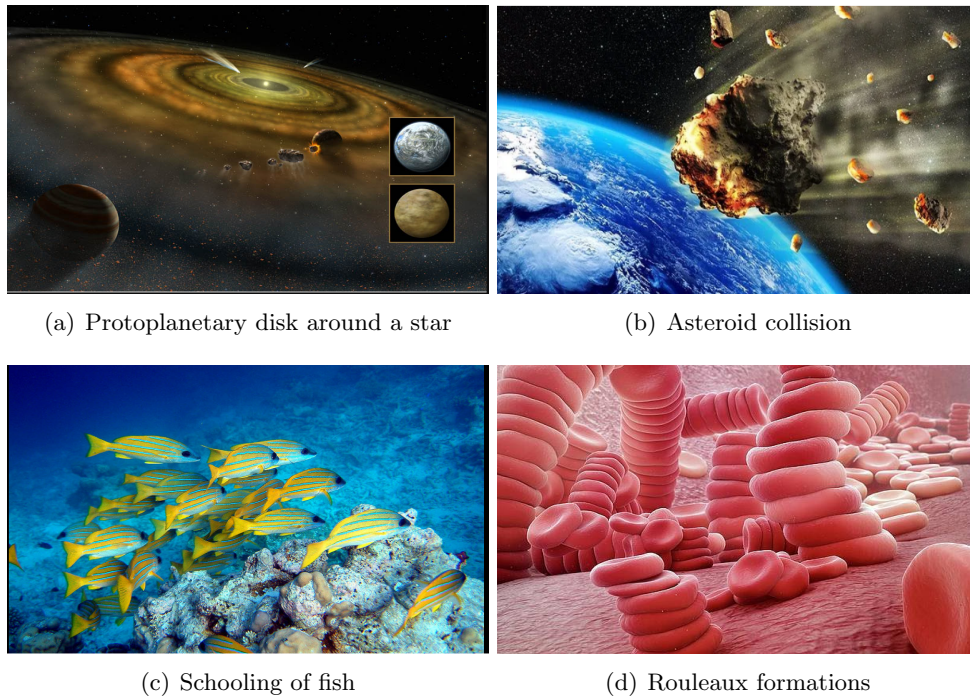 (a) Protoplanetary disk around a star
(b) Asteroid collision
(c) Schooling of fish
(d) Rouleaux formations